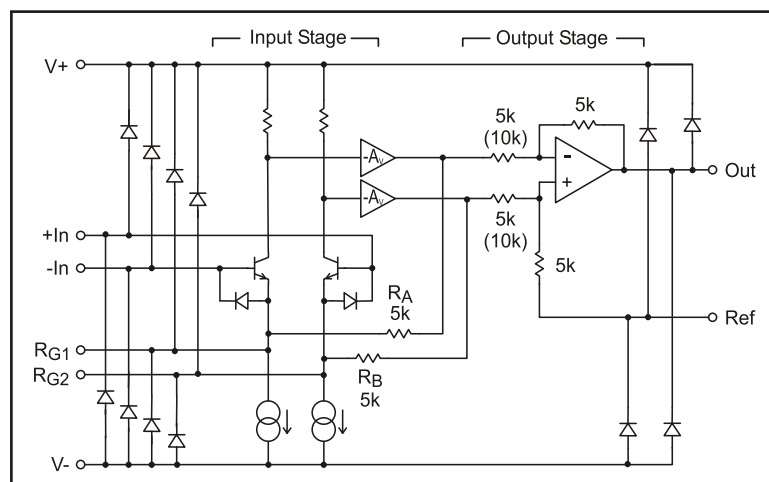 Input Stage
Output Stage
V+
5k
(10k)
5k
-Av
-
+
Out
-Av
5k
(10k)
+In
5k
-In
RA
5k
Ref
RG1
RG2
RB
5k
V-